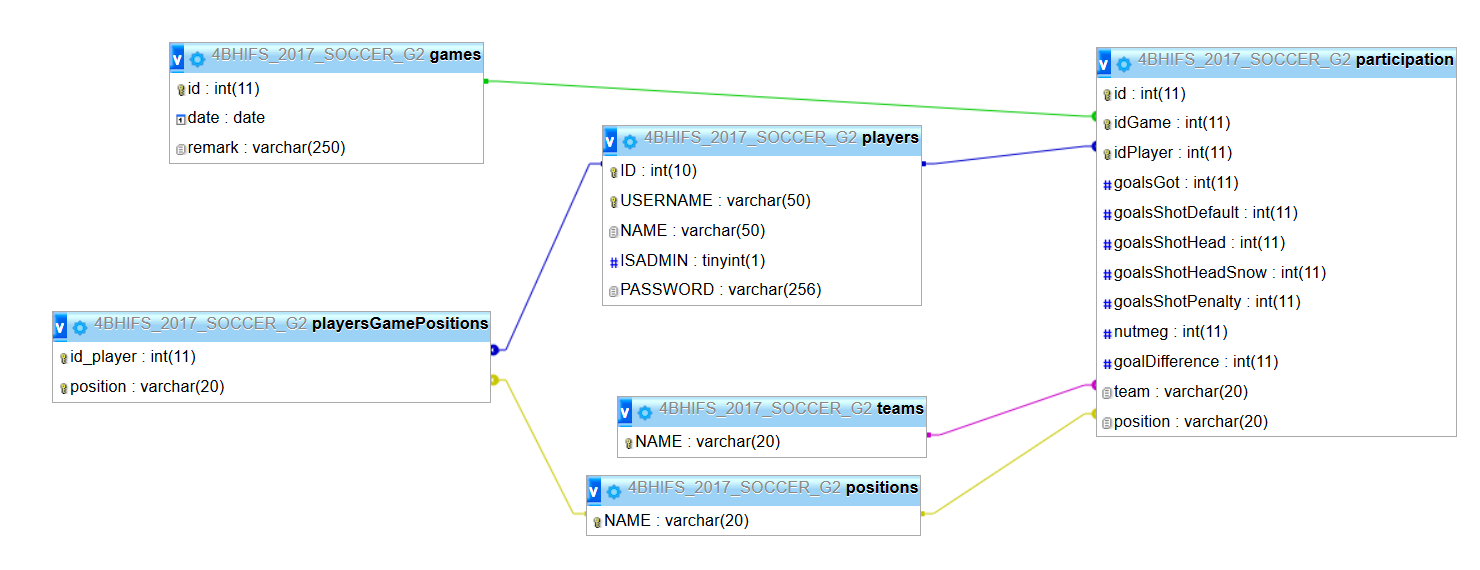 v 4BHIFS_2017_SOCCER_G2 games
id : int(11)
date : date
remark : varchar(250)
v 4BHIFS_2017_SOCCER_G2 players
ID : int(10)
USERNAME : varchar(50)
NAME : varchar(50)
# ISADMIN : tinyint(1)
PASSWORD : varchar(256)
v 4BHIFS_2017_SOCCER_G2 participation
id : int(11)
idGame : int(11)
idPlayer : int(11)
# goalsGot : int(11)
# goalsShotDefault : int(11)
# goalsShotHead : int(11)
# goalsShotHeadSnow : int(11)
# goalsShotPenalty : int(11)
# nutmeg : int(11)
# goalDifference : int(11)
team : varchar(20)
position : varchar(20)
v 4BHIFS_2017_SOCCER_G2 playersGamePositions
id_player : int(11)
position : varchar(20)
v 4BHIFS_2017_SOCCER_G2 teams
NAME : varchar(20)
v 4BHIFS_2017_SOCCER_G2 positions
NAME : varchar(20)